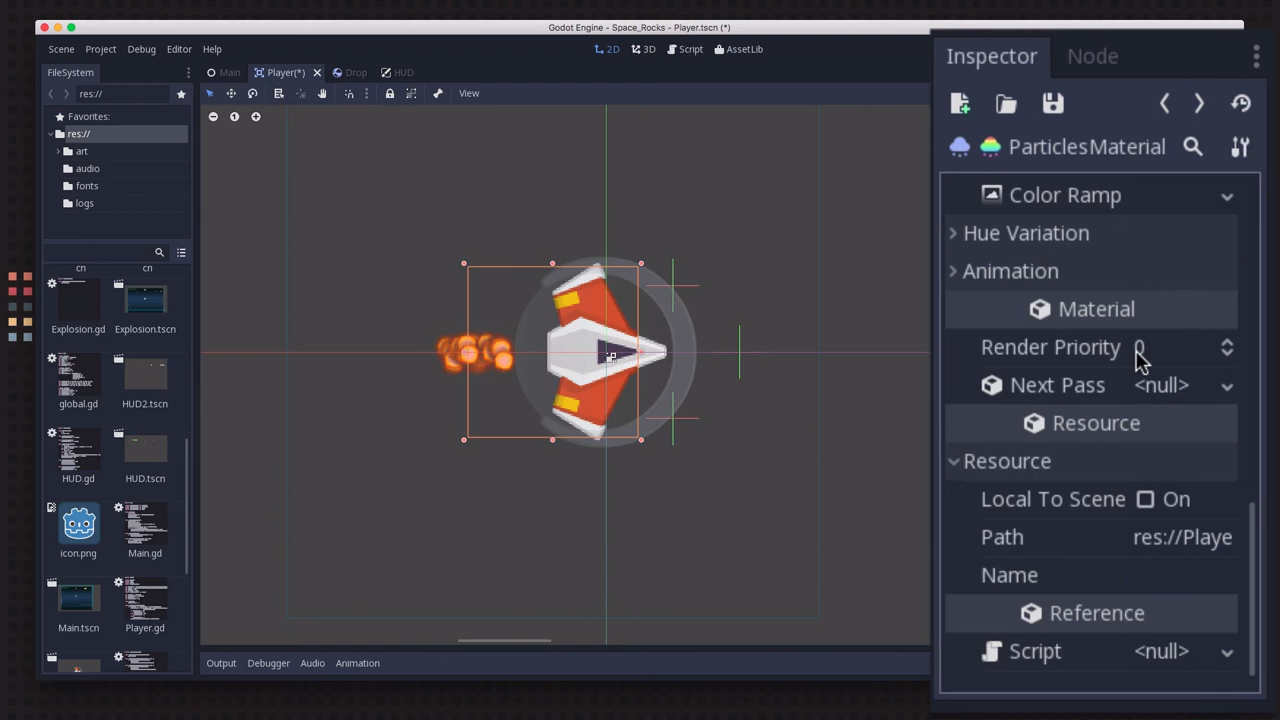 Godot Engine - Space_Rocks - Player.tscn (*)
Scene Project Debug Editor Help
2D 3D Script AssetLib
FileSystem
Main Player(*) Drop HUD
res://
View
Favorites:
res://
art
audio
fonts
logs
cn cn
Explosion.gd Explosion.tscn
global.gd HUD2.tscn
HUD.gd HUD.tscn
icon.png Main.gd
Main.tscn Player.gd
Output Debugger Audio Animation
Inspector Node
ParticlesMaterial
Color Ramp
Hue Variation
Animation
Material
Render Priority 0
Next Pass <null>
Resource
Resource
Local To Scene On
Path res://Playe
Name
Reference
Script <null>